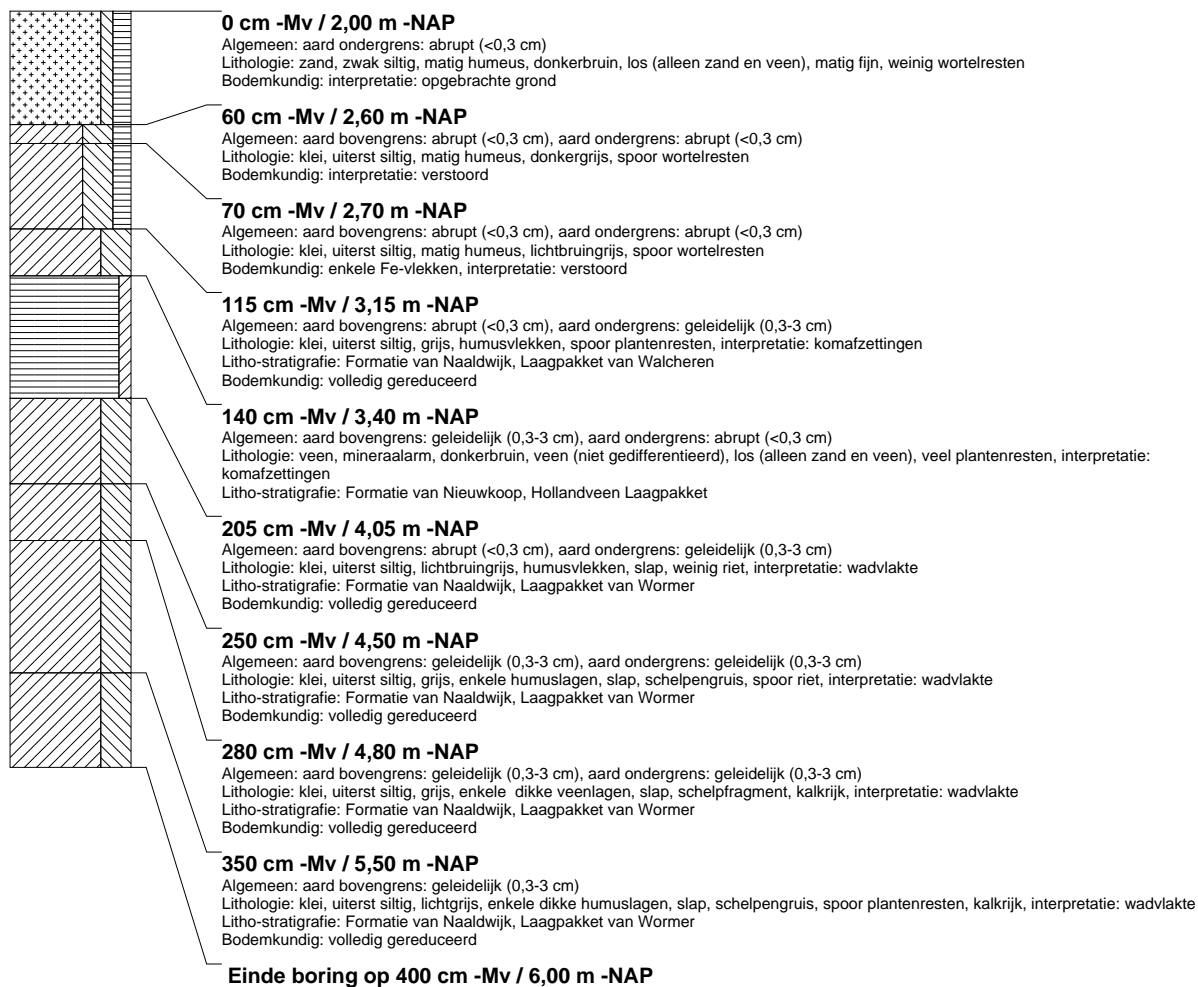 0 cm -Mv / 2,00 m -NAP
Algemeen: aard ondergrens: abrupt (<0,3 cm)
Lithologie: zand, zwak siltig, matig humeus, donkerbruin, los (alleen zand en veen), matig fijn, weinig wortelresten
Bodemkundig: interpretatie: opgebrachte grond
60 cm -Mv / 2,60 m -NAP
Algemeen: aard bovengrens: abrupt (<0,3 cm), aard ondergrens: abrupt (<0,3 cm)
Lithologie: klei, uiterst siltig, matig humeus, donkergrijs, spoor wortelresten
Bodemkundig: interpretatie: verstoord
70 cm -Mv / 2,70 m -NAP
Algemeen: aard bovengrens: abrupt (<0,3 cm), aard ondergrens: abrupt (<0,3 cm)
Lithologie: klei, uiterst siltig, matig humeus, lichtbruingrijs, spoor wortelresten
Bodemkundig: enkele Fe-vlekken, interpretatie: verstoord
115 cm -Mv / 3,15 m -NAP
Algemeen: aard bovengrens: abrupt (<0,3 cm), aard ondergrens: geleidelijk (0,3-3 cm)
Lithologie: klei, uiterst siltig, grijs, humusvlekken, spoor plantenresten, interpretatie: komafzettingen
Litho-stratigrafie: Formatie van Naaldwijk, Laagpakket van Walcheren
Bodemkundig: volledig gereduceerd
140 cm -Mv / 3,40 m -NAP
Algemeen: aard bovengrens: geleidelijk (0,3-3 cm), aard ondergrens: abrupt (<0,3 cm)
Lithologie: veen, mineraalarm, donkerbruin, veen (niet gedifferentieerd), los (alleen zand en veen), veel plantenresten, interpretatie:
komafzettingen
Litho-stratigrafie: Formatie van Nieuwkoop, Hollandveen Laagpakket
205 cm -Mv / 4,05 m -NAP
Algemeen: aard bovengrens: abrupt (<0,3 cm), aard ondergrens: geleidelijk (0,3-3 cm)
Lithologie: klei, uiterst siltig, lichtbruingrijs, humusvlekken, slap, weinig riet, interpretatie: wadvlakte
Litho-stratigrafie: Formatie van Naaldwijk, Laagpakket van Wormer
Bodemkundig: volledig gereduceerd
250 cm -Mv / 4,50 m -NAP
Algemeen: aard bovengrens: geleidelijk (0,3-3 cm), aard ondergrens: geleidelijk (0,3-3 cm)
Lithologie: klei, uiterst siltig, grijs, enkele humuslagen, slap, schelpengruis, spoor riet, interpretatie: wadvlakte
Litho-stratigrafie: Formatie van Naaldwijk, Laagpakket van Wormer
Bodemkundig: volledig gereduceerd
280 cm -Mv / 4,80 m -NAP
Algemeen: aard bovengrens: geleidelijk (0,3-3 cm), aard ondergrens: geleidelijk (0,3-3 cm)
Lithologie: klei, uiterst siltig, grijs, enkele dikke veenlagen, slap, schelpfragment, kalkrijk, interpretatie: wadvlakte
Litho-stratigrafie: Formatie van Naaldwijk, Laagpakket van Wormer
Bodemkundig: volledig gereduceerd
350 cm -Mv / 5,50 m -NAP
Algemeen: aard bovengrens: geleidelijk (0,3-3 cm)
Lithologie: klei, uiterst siltig, lichtgrijs, enkele dikke humuslagen, slap, schelpengruis, spoor plantenresten, kalkrijk, interpretatie: wadvlakte
Litho-stratigrafie: Formatie van Naaldwijk, Laagpakket van Wormer
Bodemkundig: volledig gereduceerd
Einde boring op 400 cm -Mv / 6,00 m -NAP